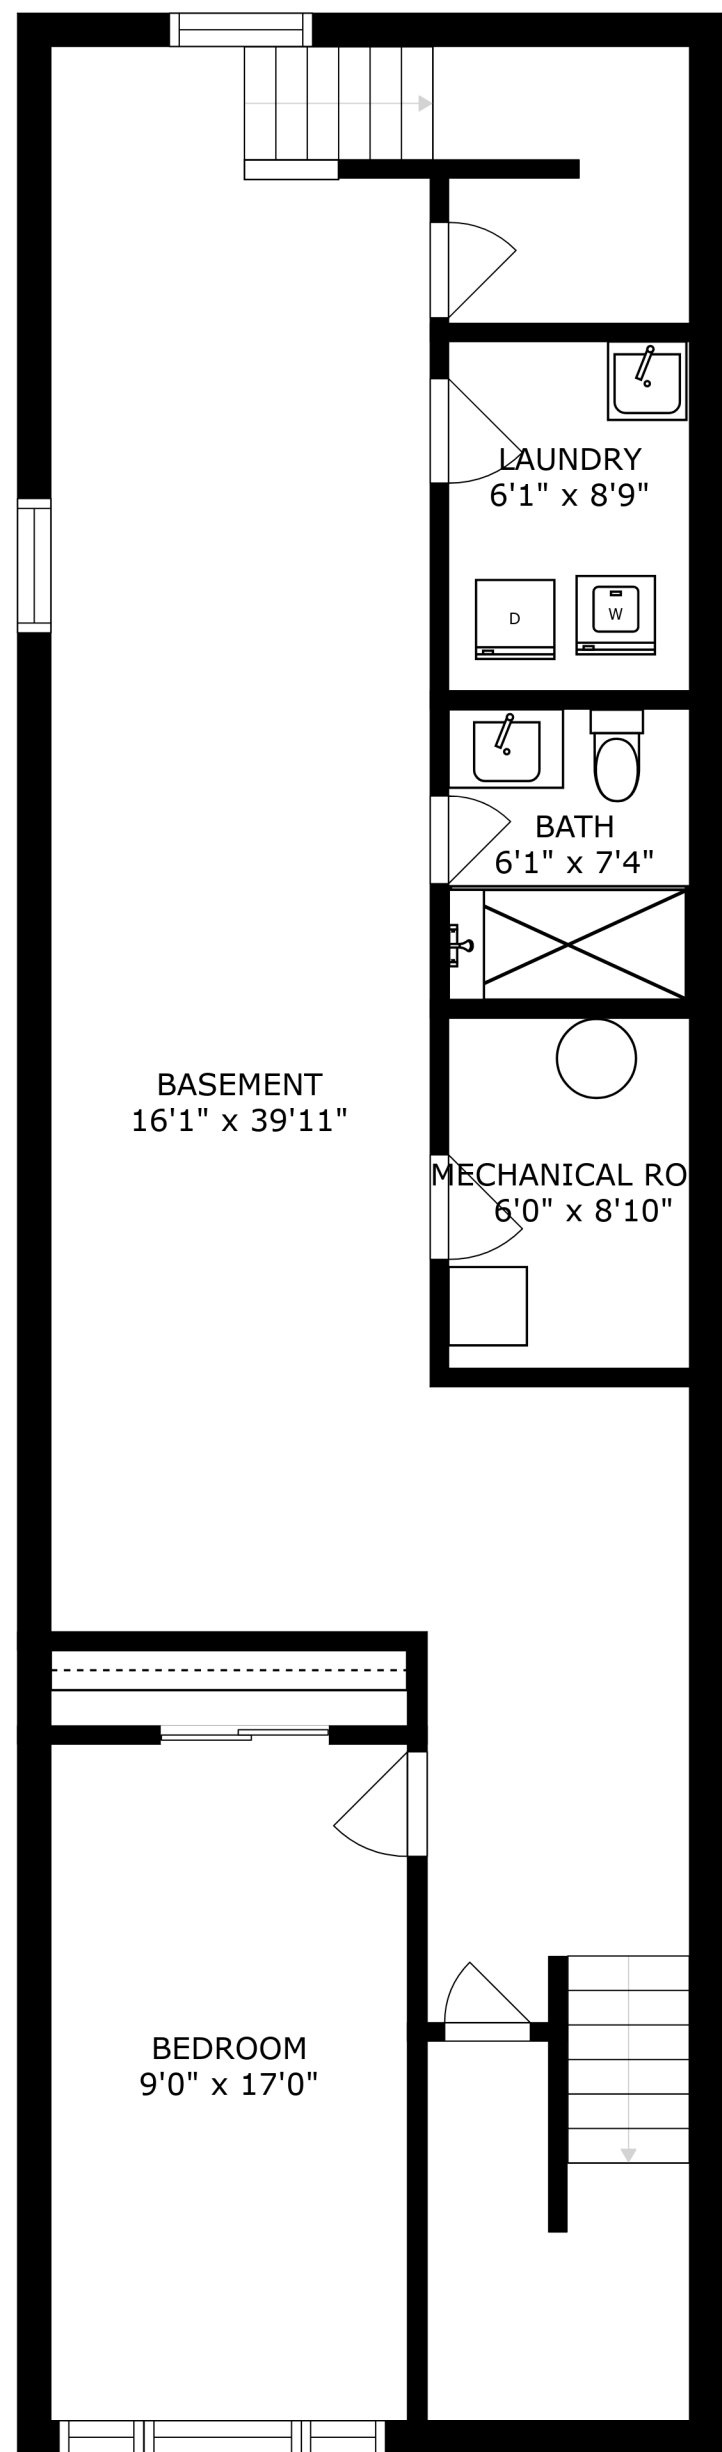 LAUNDRY
6'1" x 8'9"
D
W
BATH
6'1" x 7'4"
BASEMENT
16'1" x 39'11"
MECHANICAL RO
6'0" x 8'10"
BEDROOM
9'0" x 17'0"